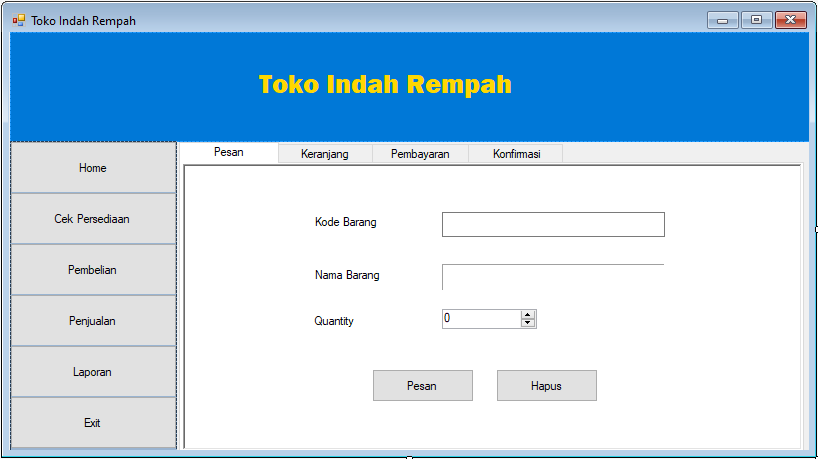 Toko Indah Rempah
Toko Indah Rempah
Home
Cek Persediaan
Pembelian
Penjualan
Laporan
Exit
Pesan Keranjang Pembayaran Konfirmasi
Kode Barang
Nama Barang
Quantity 0
Pesan Hapus